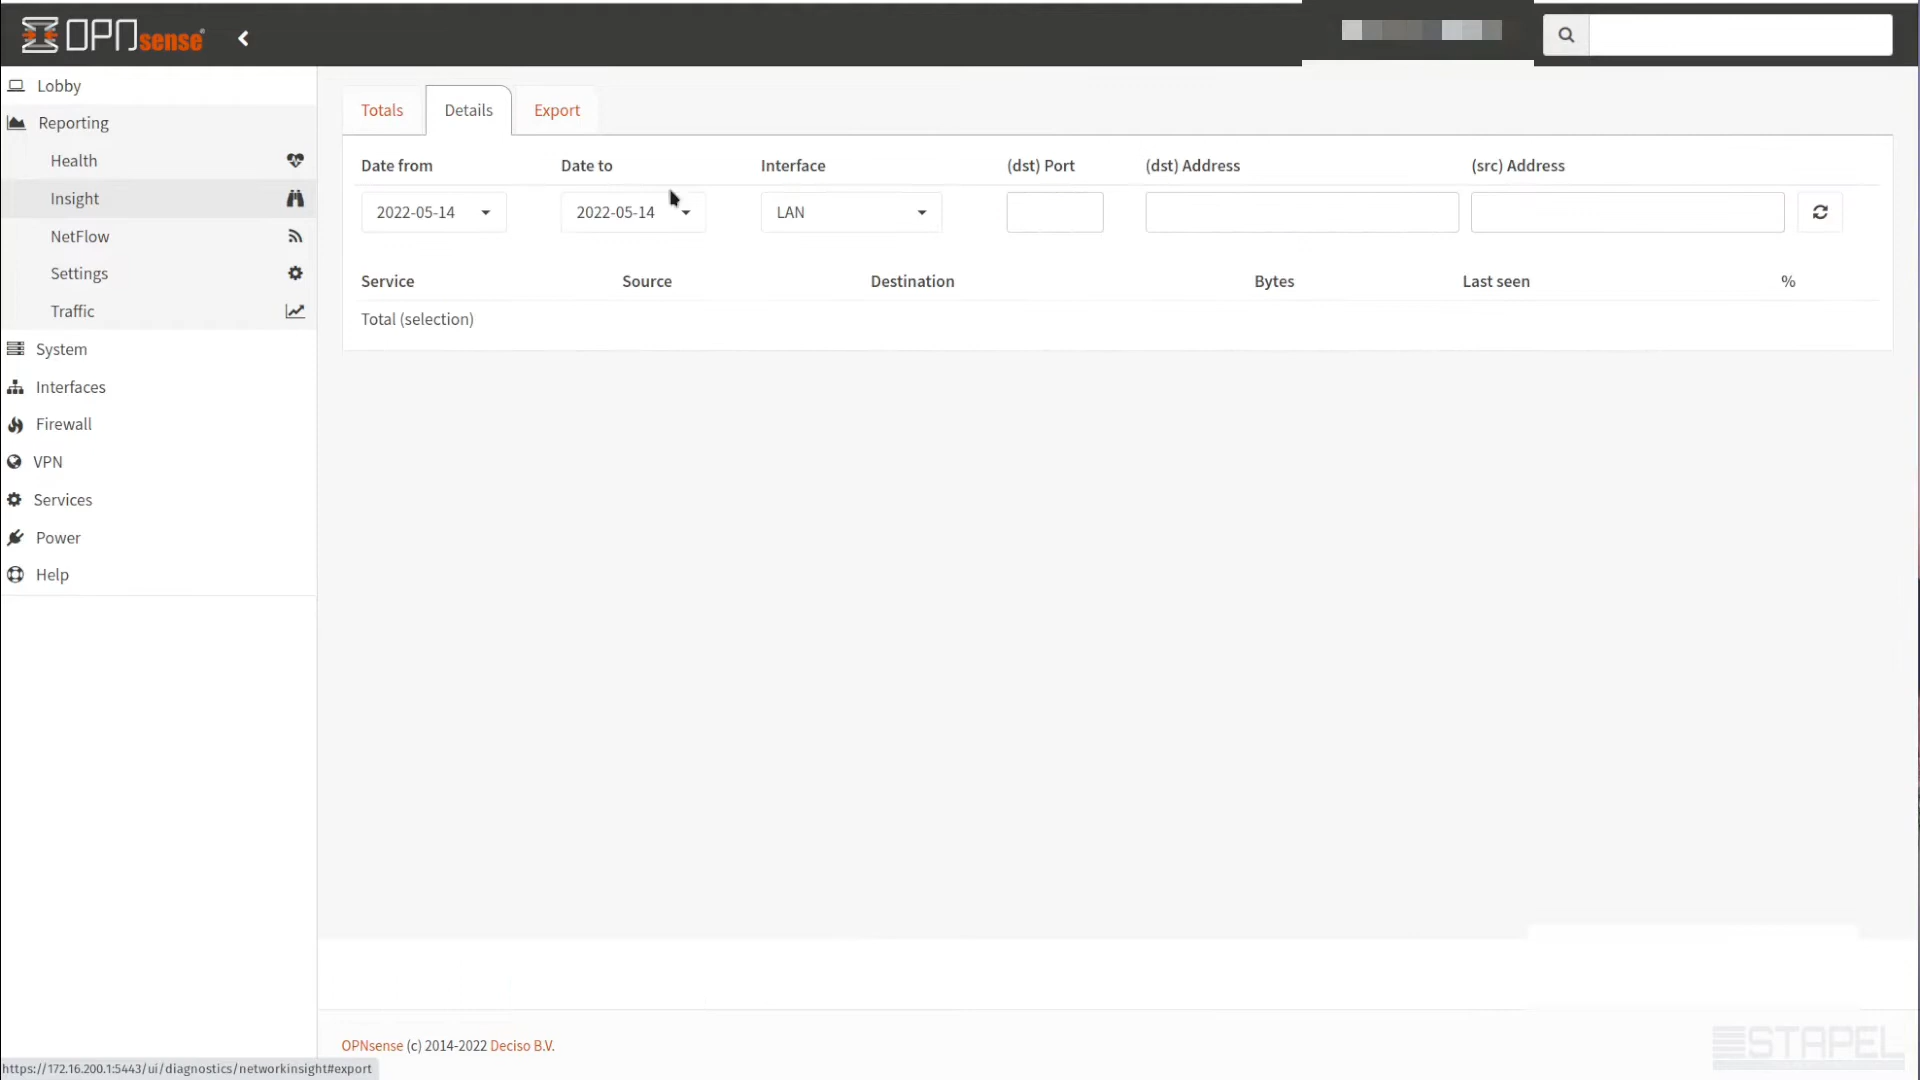 OPNsense
Lobby
Reporting
Health
Insight
NetFlow
Settings
Traffic
System
Interfaces
Firewall
VPN
Services
Power
Help
Totals Details Export
Date from Date to Interface (dst) Port (dst) Address (src) Address
2022-05-14 2022-05-14 LAN
Service Source Destination Bytes Last seen %
Total (selection)
OPNsense (c) 2014-2022 Deciso B.V.
STAPEL
https://172.16.200.1:5443/ui/diagnostics/networkinsight#export